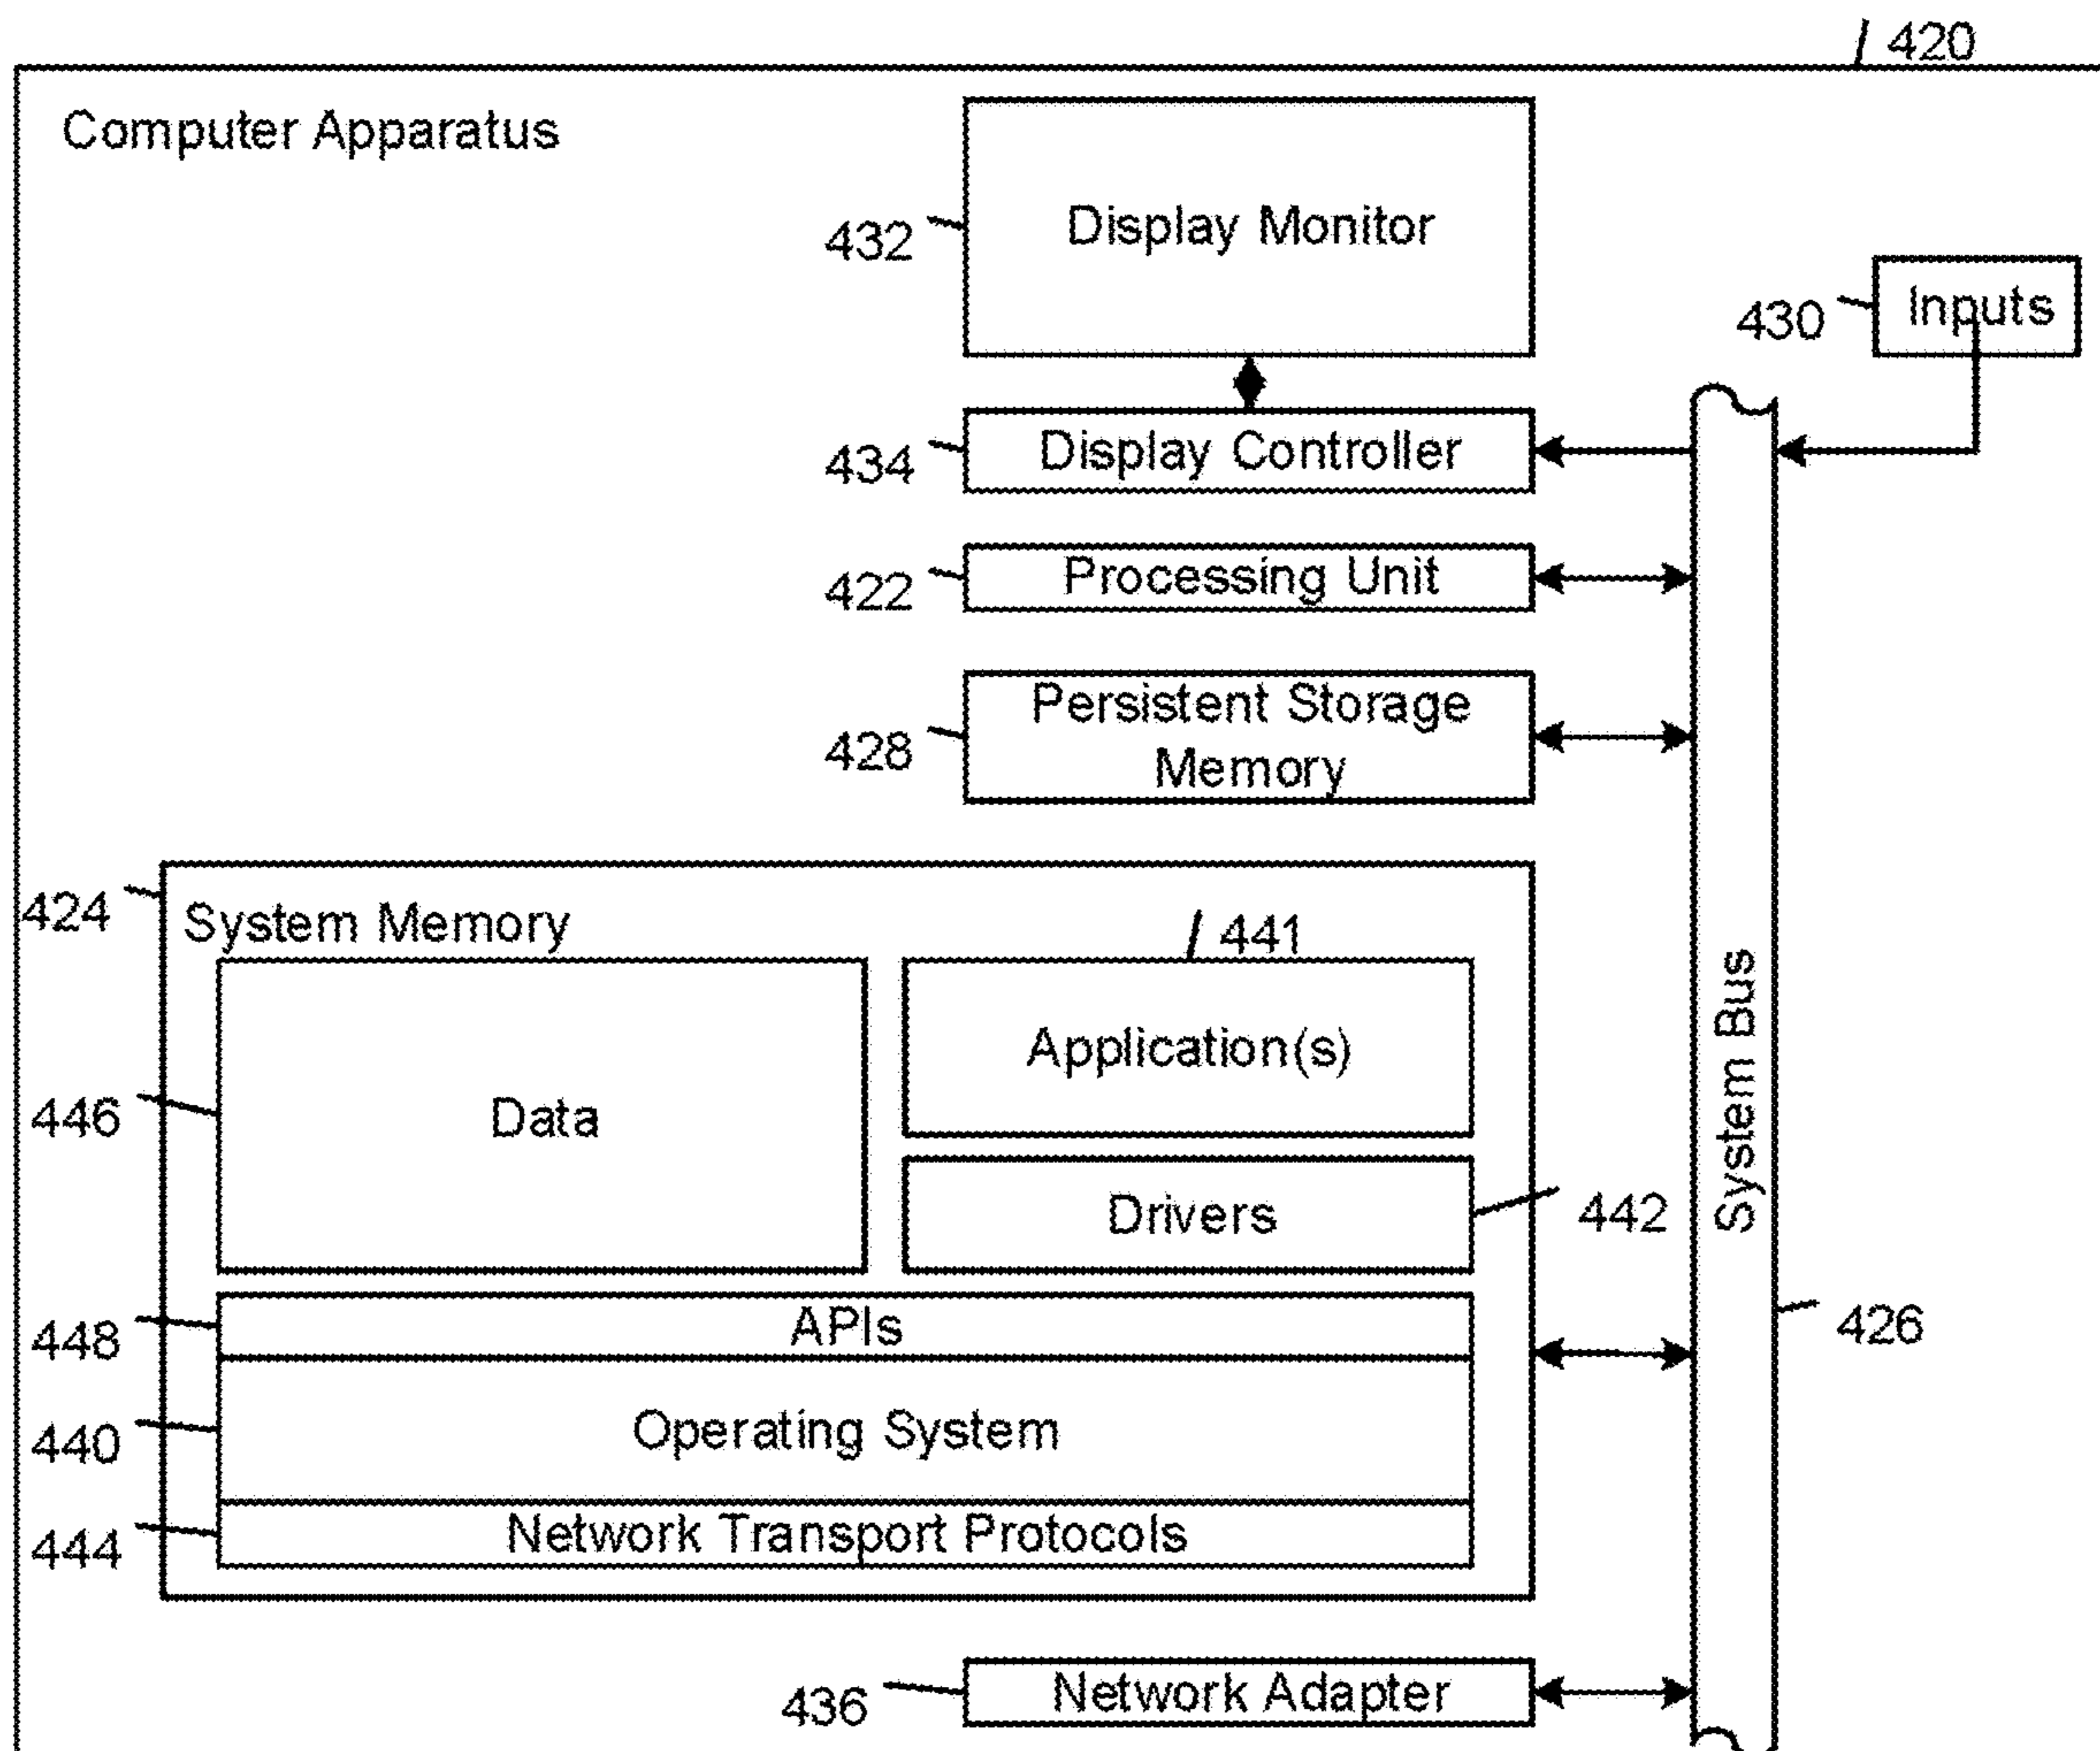 420
Computer Apparatus
432
Display Monitor
430
Inputs
434
Display Controller
422
Processing Unit
428
Persistent Storage
Memory
424
System Memory
441
446
Data
Application(s)
Drivers
442
System Bus
426
448
APIs
440
Operating System
444
Network Transport Protocols
436
Network Adapter